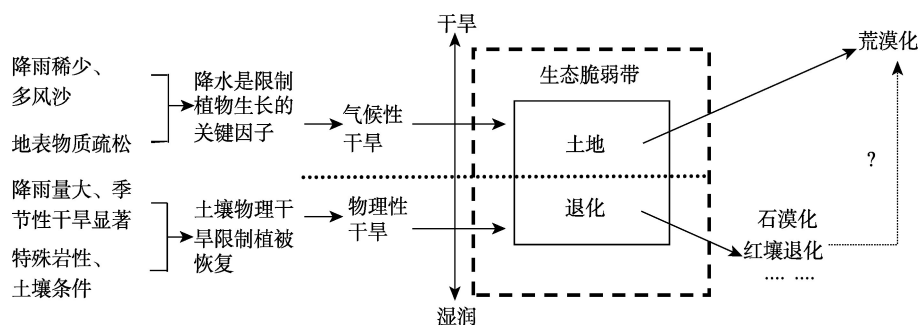 干旱
荒漠化
降雨稀少、
多风沙
地表物质疏松
降水是限制
植物生长的
关键因子
气候性
干旱
生态脆弱带
土地
退化
?
降雨量大、季
节性干旱显著
特殊岩性、
土壤条件
土壤物理干
旱限制植被
恢复
物理性
干旱
石漠化
红壤退化
.... ....
湿润